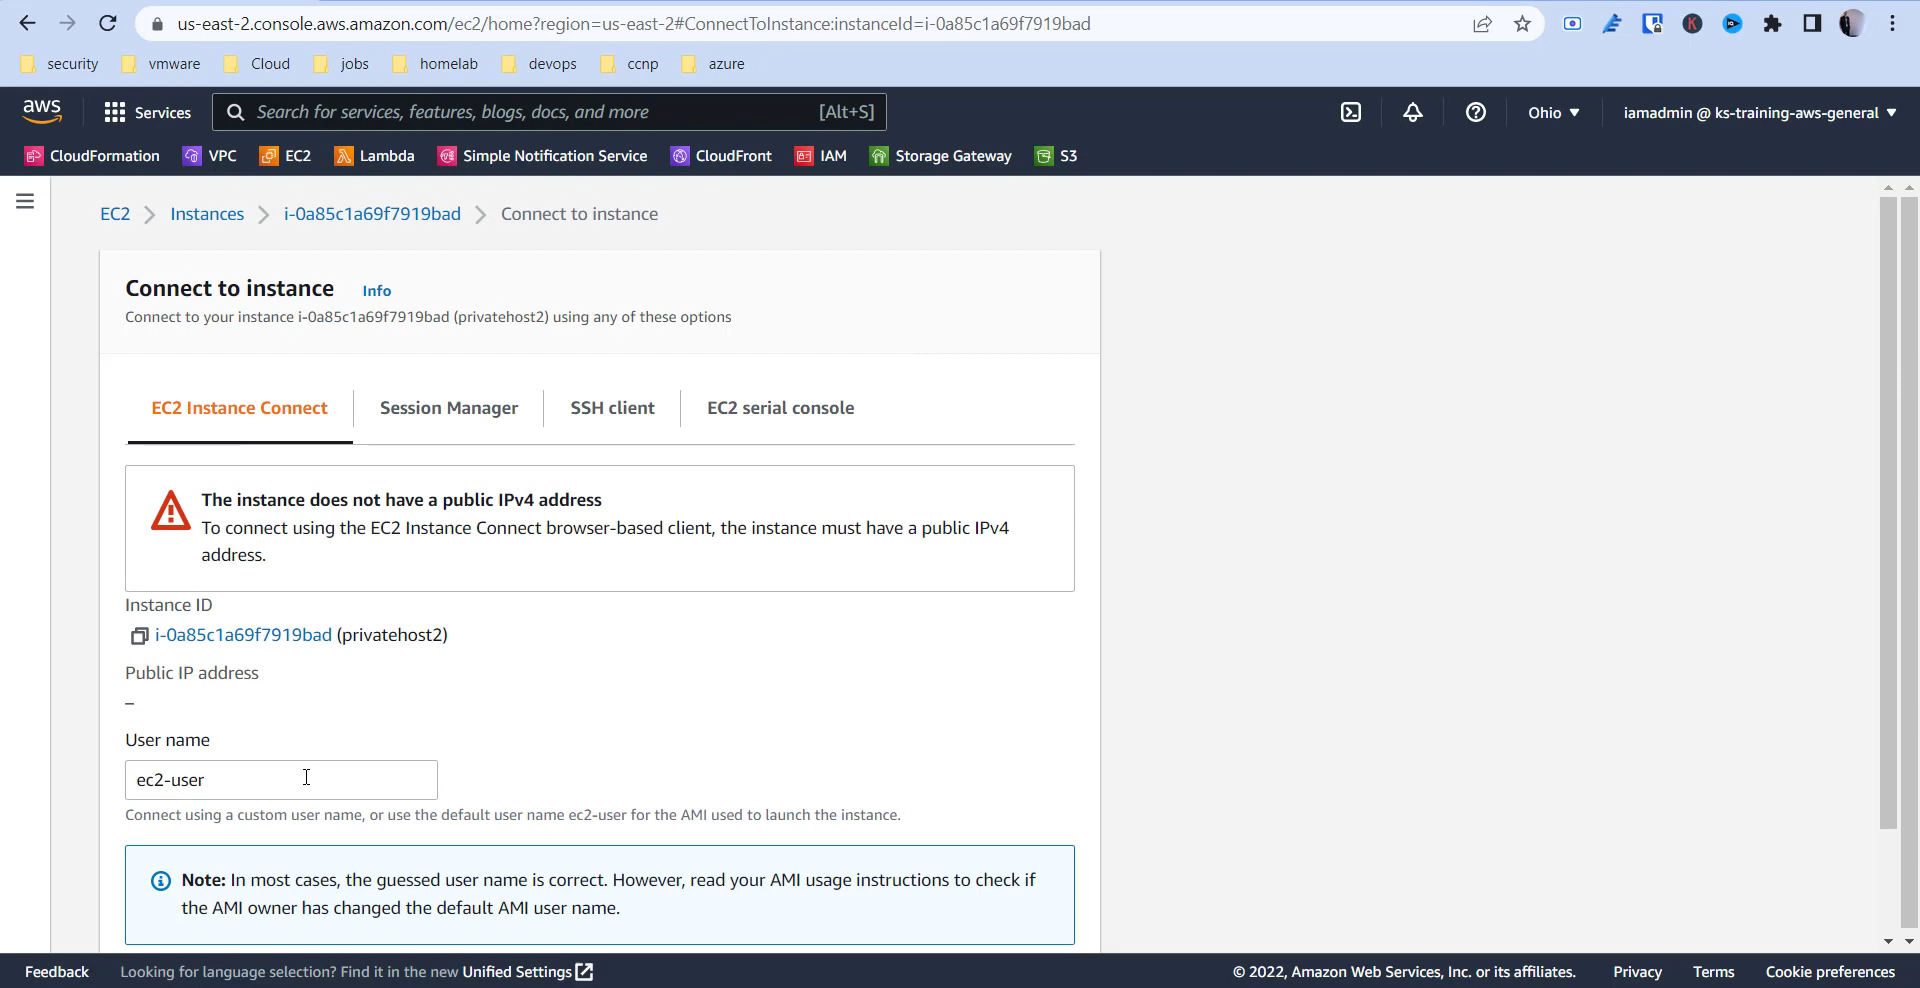 us-east-2.console.aws.amazon.com/ec2/home?region=us-east-2#ConnectToInstance:instanceId=i-0a85c1a69f7919bad
security vmware Cloud jobs homelab devops ccnp azure
aws Services Search for services, features, blogs, docs, and more [Alt+S] Ohio ▼ iamadmin @ ks-training-aws-general ▼
CloudFormation VPC EC2 Lambda Simple Notification Service CloudFront IAM Storage Gateway S3
EC2 > Instances > i-0a85c1a69f7919bad > Connect to instance
Connect to instance Info
Connect to your instance i-0a85c1a69f7919bad (privatehost2) using any of these options
EC2 Instance Connect Session Manager SSH client EC2 serial console
The instance does not have a public IPv4 address
To connect using the EC2 Instance Connect browser-based client, the instance must have a public IPv4
address.
Instance ID
i-0a85c1a69f7919bad (privatehost2)
Public IP address
–
User name
ec2-user
Connect using a custom user name, or use the default user name ec2-user for the AMI used to launch the instance.
Note: In most cases, the guessed user name is correct. However, read your AMI usage instructions to check if
the AMI owner has changed the default AMI user name.
Feedback Looking for language selection? Find it in the new Unified Settings © 2022, Amazon Web Services, Inc. or its affiliates. Privacy Terms Cookie preferences